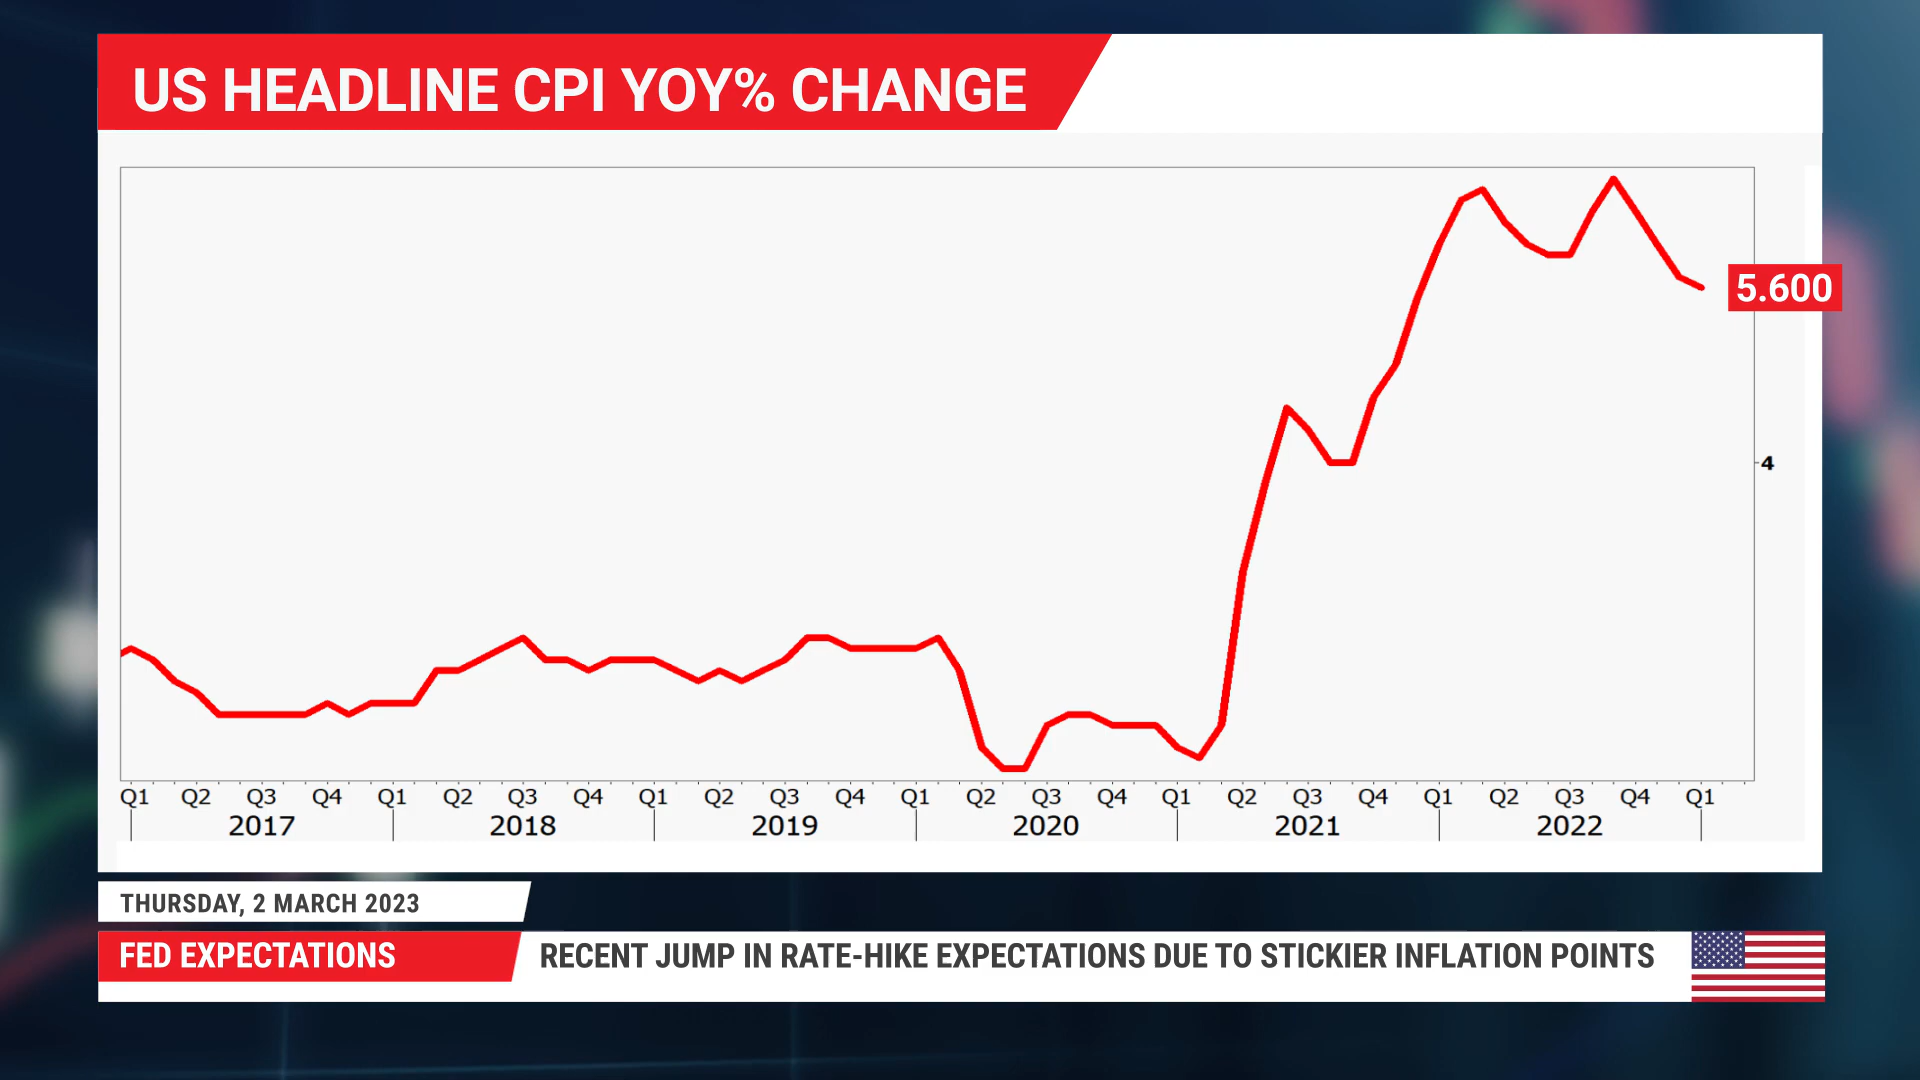 US HEADLINE CPI YOY% CHANGE
5.600
4
Q1 Q2 Q3 Q4 Q1 Q2 Q3 Q4 Q1 Q2 Q3 Q4 Q1 Q2 Q3 Q4 Q1 Q2 Q3 Q4 Q1 Q2 Q3 Q4 Q1
2017 2018 2019 2020 2021 2022
THURSDAY, 2 MARCH 2023
FED EXPECTATIONS
RECENT JUMP IN RATE-HIKE EXPECTATIONS DUE TO STICKIER INFLATION POINTS